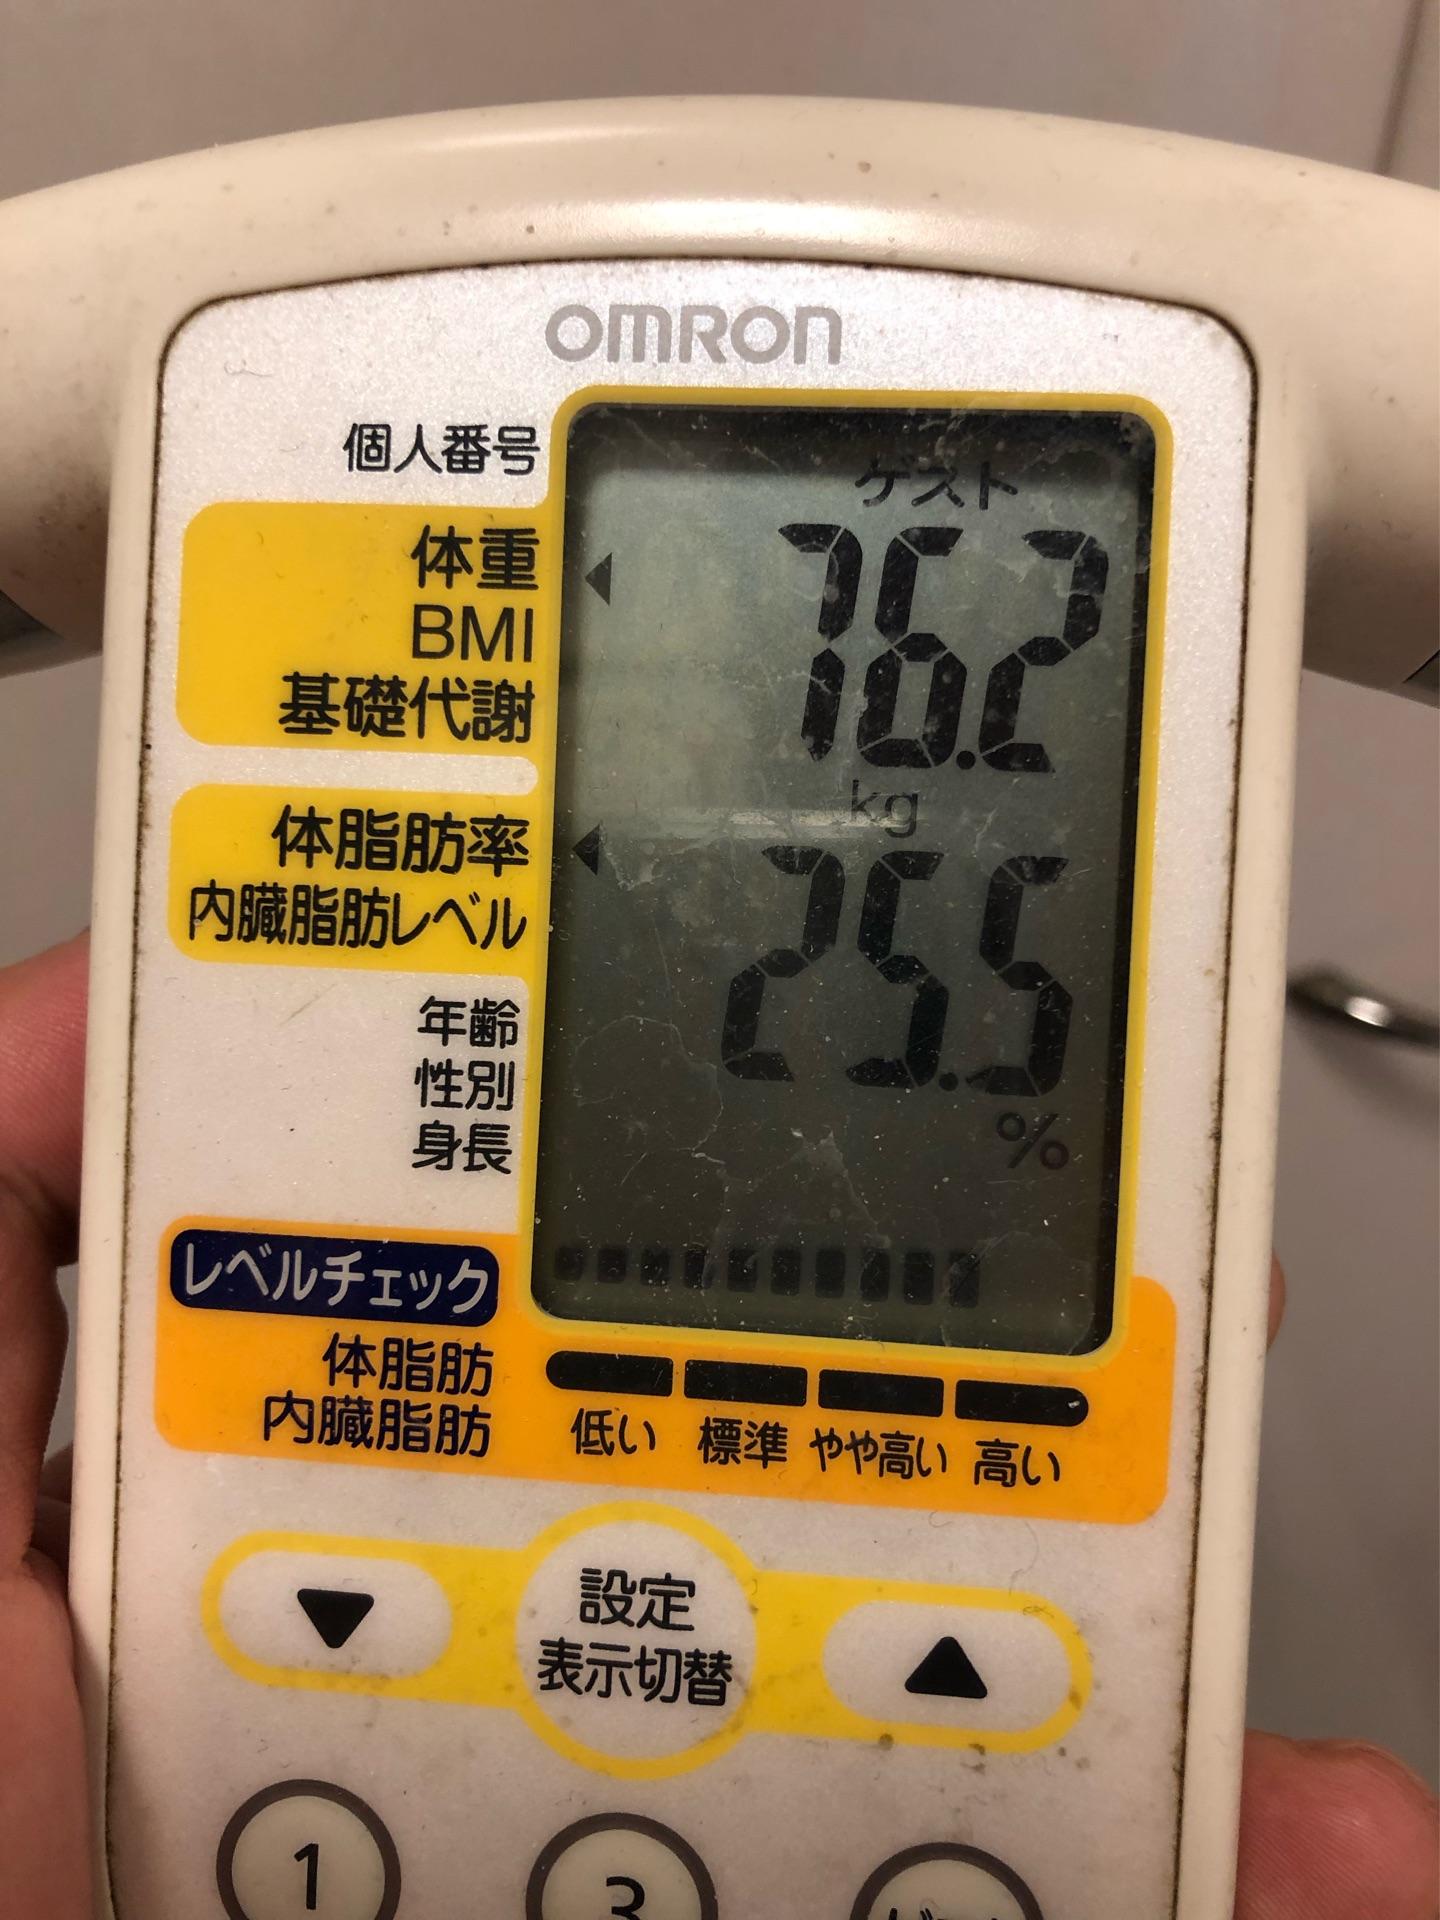 OMRON
個人番号
ゲスト
体重
76.2
BMI
基礎代謝
kg
体脂肪率
25.5
内臓脂肪レベル
年齢
性別
身長
%
レベルチェック
体脂肪
内臓脂肪
低い 標準 やや高い 高い
設定
表示切替
1
3